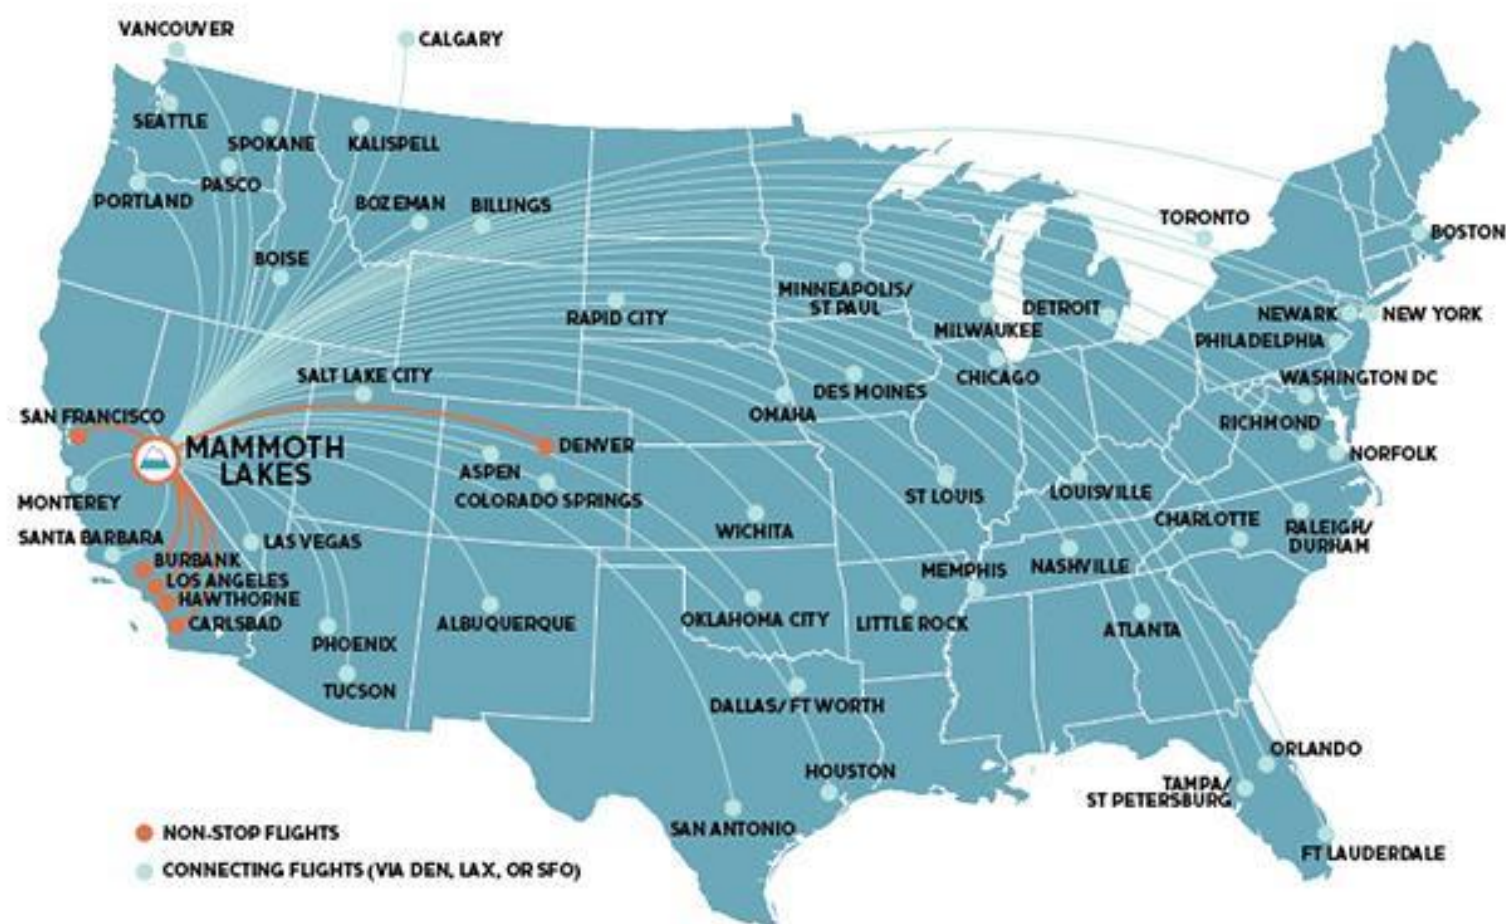 VANCOUVER
CALGARY
SEATTLE
SPOKANE
KALISPELL
PASCO
PORTLAND
BOZEMAN
BILLINGS
TORONTO
BOSTON
BOISE
MINNEAPOLIS/
ST PAUL
RAPID CITY
DETROIT
MILWAUKEE
NEWARK
NEW YORK
PHILADELPHIA
SALT LAKE CITY
DES MOINES
CHICAGO
WASHINGTON DC
OMAHA
SAN FRANCISCO
RICHMOND
MAMMOTH
LAKES
DENVER
NORFOLK
ASPEN
COLORADO SPRINGS
MONTEREY
ST LOUIS
LOUISVILLE
SANTA BARBARA
LAS VEGAS
WICHITA
CHARLOTTE
RALEIGH/
DURHAM
BURBANK
LOS ANGELES
HAWTHORNE
CARLSBAD
MEMPHIS
NASHVILLE
PHOENIX
ALBUQUERQUE
OKLAHOMA CITY
LITTLE ROCK
ATLANTA
TUCSON
DALLAS/FT WORTH
HOUSTON
ORLANDO
TAMPA/
ST PETERSBURG
SAN ANTONIO
FT LAUDERDALE
NON-STOP FLIGHTS
CONNECTING FLIGHTS (VIA DEN, LAX, OR SFO)